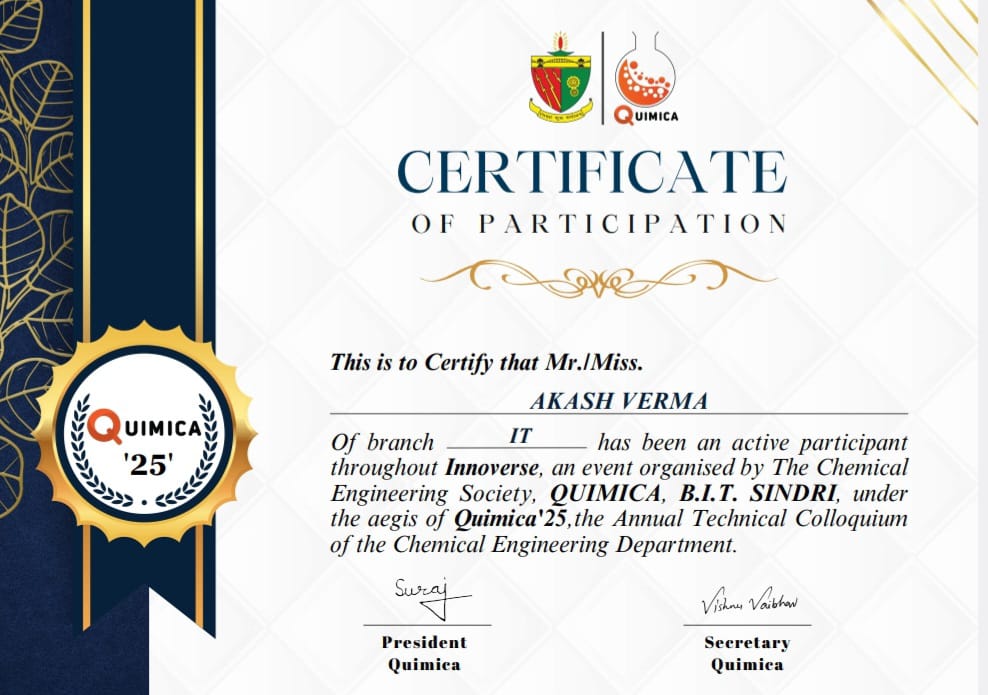 QUIMICA
CERTIFICATE
OF PARTICIPATION
This is to Certify that Mr./Miss.
AKASH VERMA
Of branch IT has been an active participant
throughout Innoverse, an event organised by The Chemical
Engineering Society, QUIMICA, B.I.T. SINDRI, under
the aegis of Quimica'25,the Annual Technical Colloquium
of the Chemical Engineering Department.
QUIMICA
'25'
Suraj
President
Quimica
Vishnu Vaibhav
Secretary
Quimica